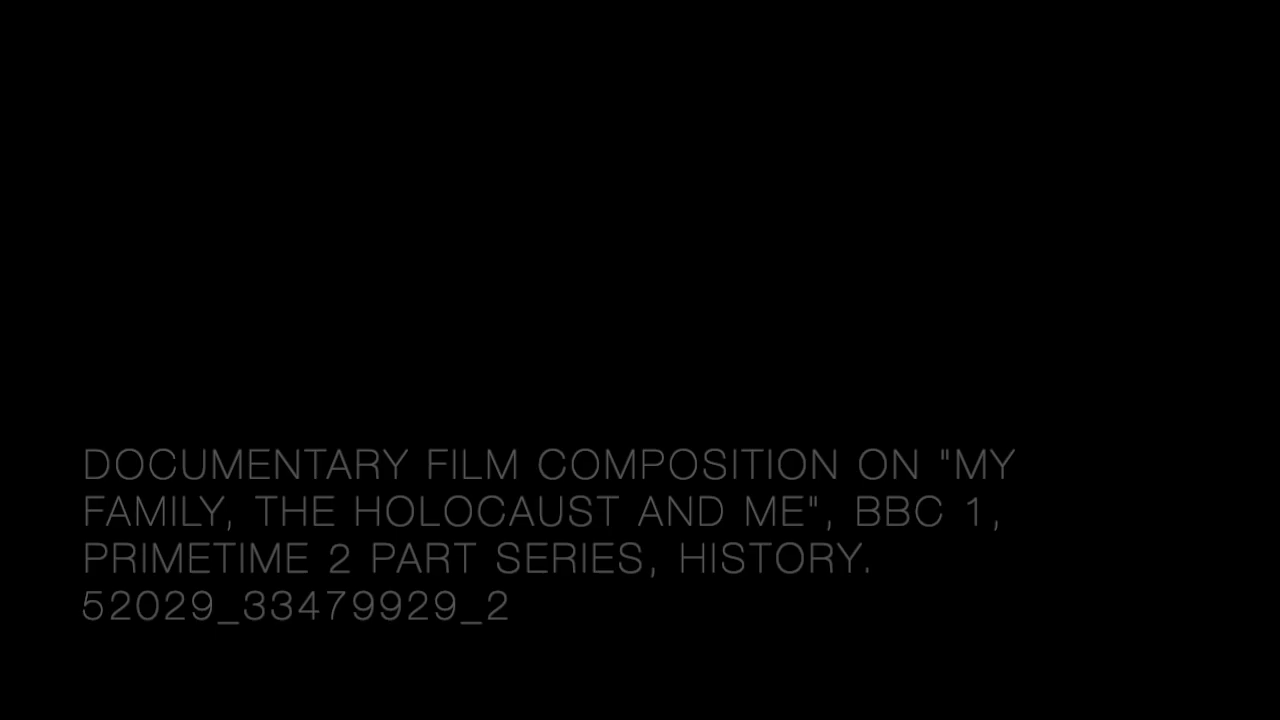 DOCUMENTARY FILM COMPOSITION ON "MY
FAMILY, THE HOLOCAUST AND ME", BBC 1,
PRIMETIME 2 PART SERIES, HISTORY.
52029_33479929_2